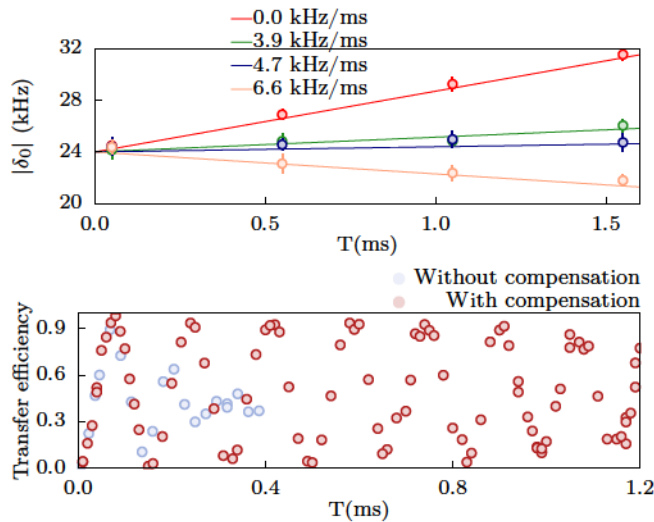 0.0 kHz/ms
3.9 kHz/ms
4.7 kHz/ms
6.6 kHz/ms
|δ₀| (kHz)
32
28
24
20
0.0 0.5 1.0 1.5
T(ms)
Without compensation
With compensation
Transfer efficiency
0.9
0.6
0.3
0.0
0.0 0.4 0.8 1.2
T(ms)